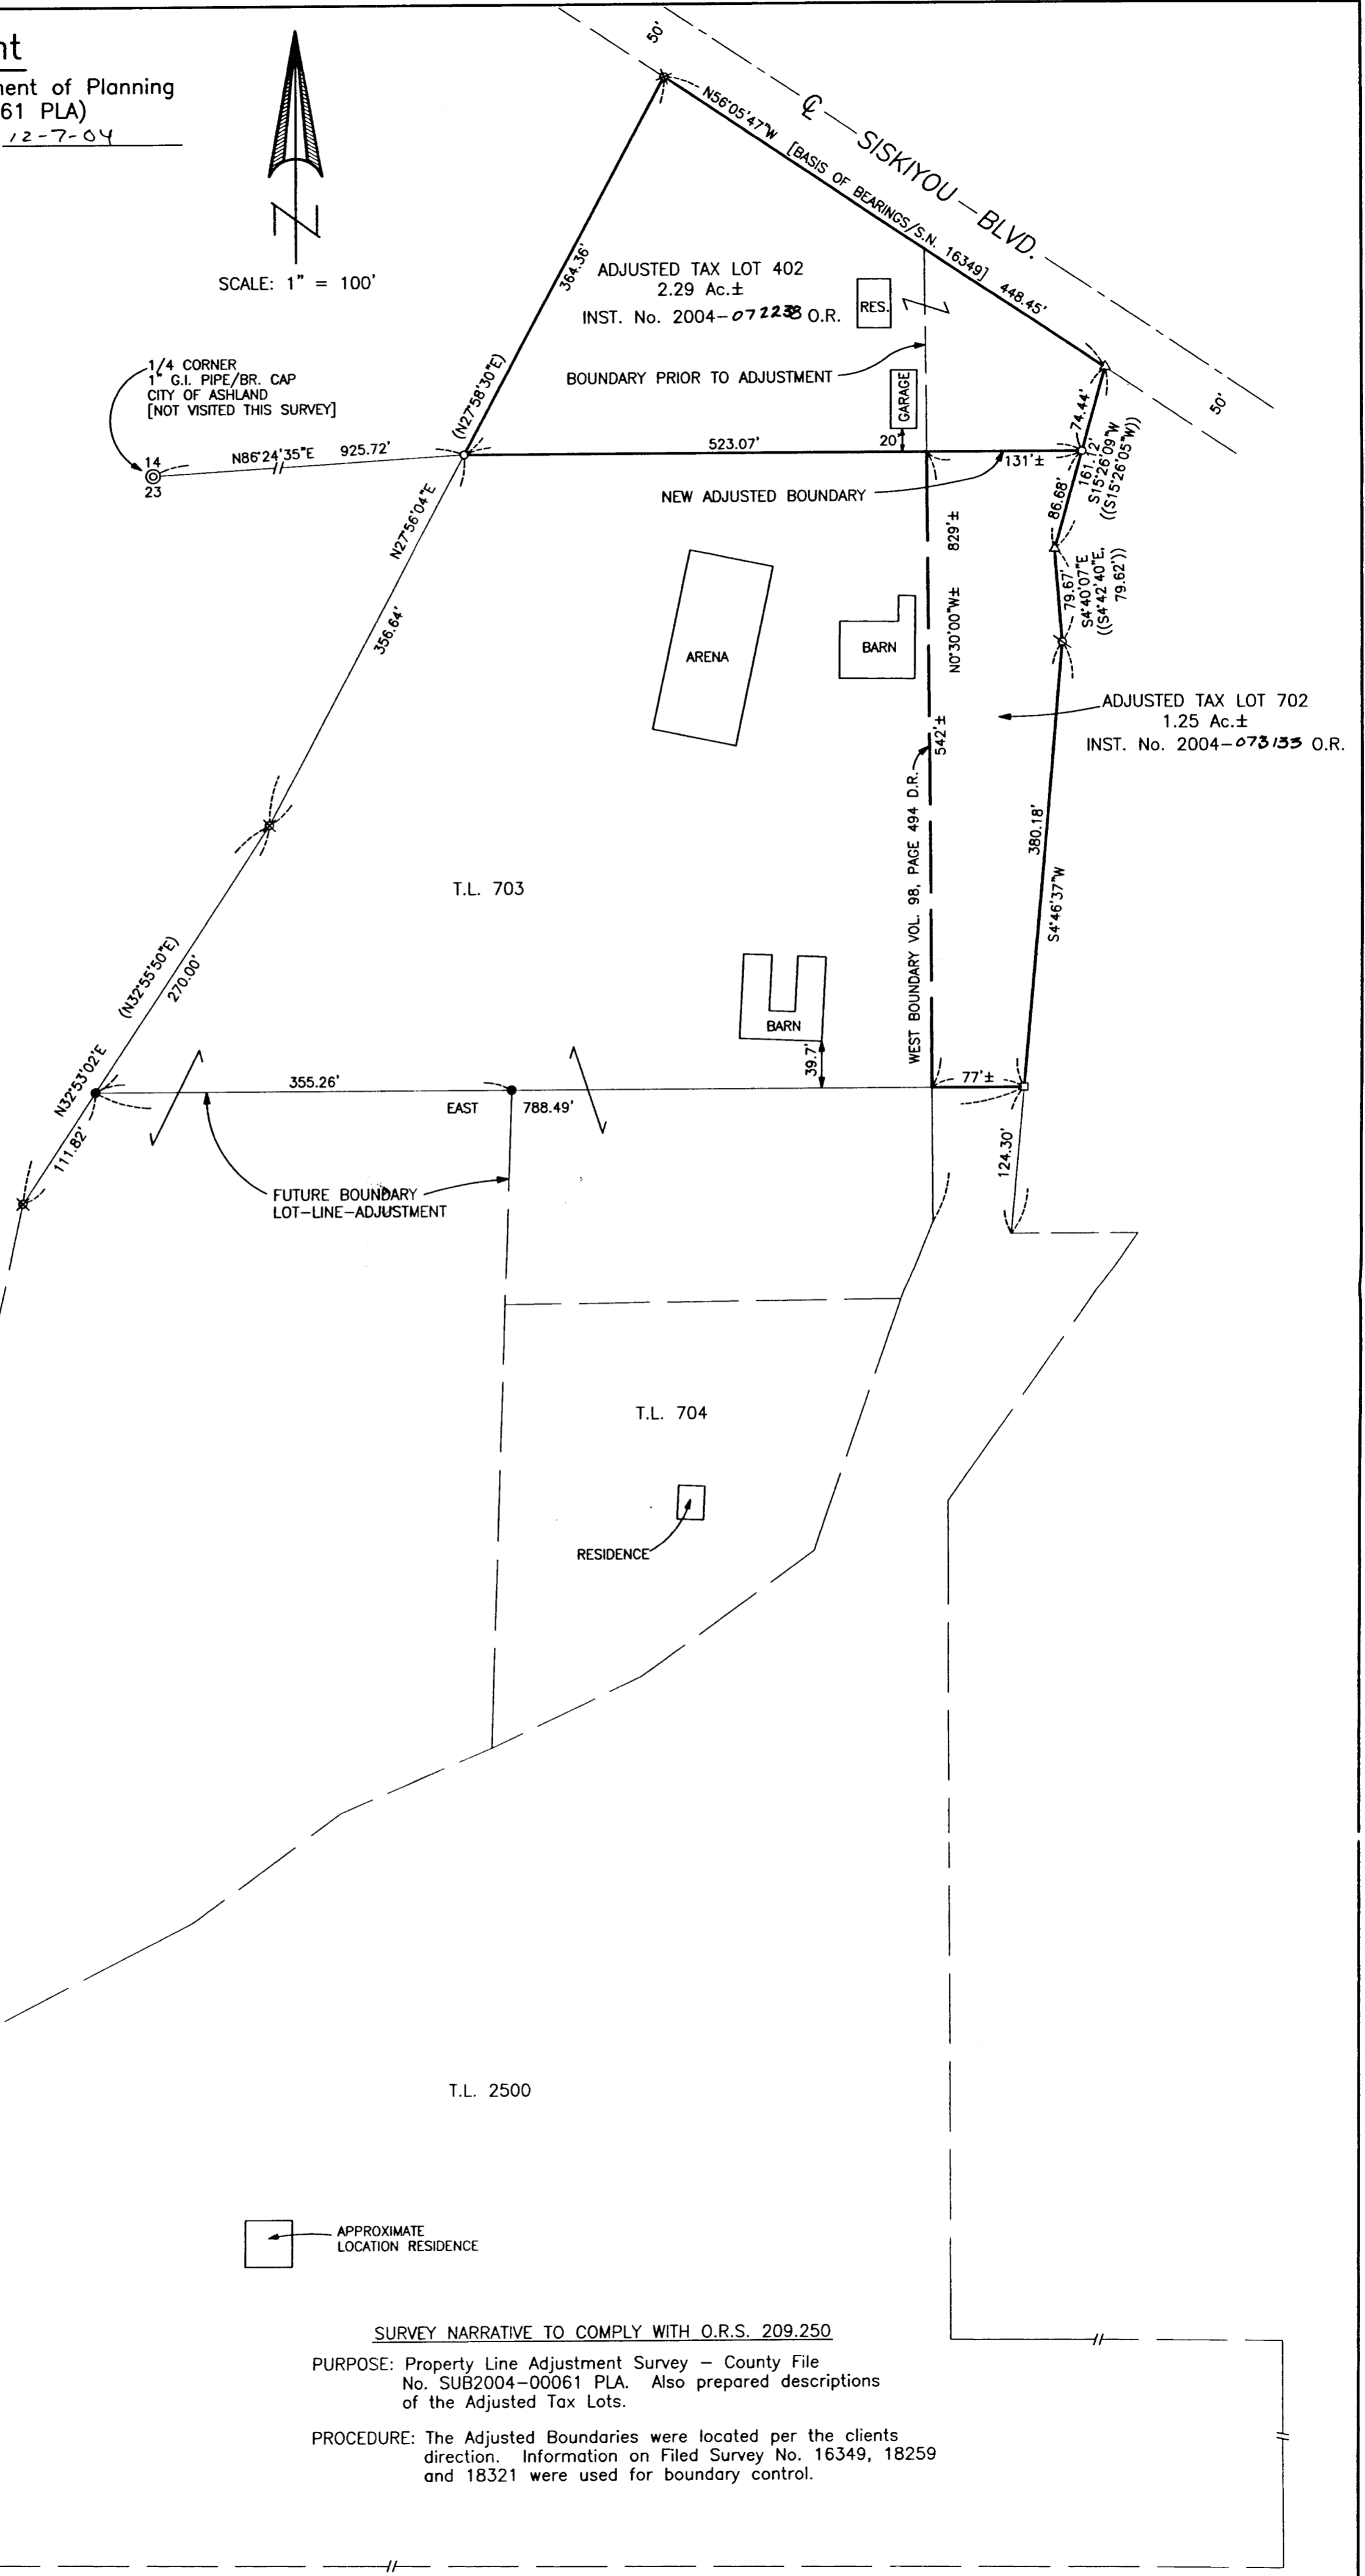 nt
nent of Planning
61 PLA)
12-7-04
N
SCALE: 1" = 100'
50'
℄ SISKIYOU BLVD.
N56°05'47"W [BASIS OF BEARINGS/S.N. 16349] 448.45'
50'
364.36'
(N27°58'30"E)
ADJUSTED TAX LOT 402
2.29 Ac.±
INST. No. 2004-072238 O.R.
RES.
BOUNDARY PRIOR TO ADJUSTMENT
GARAGE
20'
1/4 CORNER
1" G.I. PIPE/BR. CAP
CITY OF ASHLAND
[NOT VISITED THIS SURVEY]
14
23
N86°24'35"E 925.72'
523.07'
131'±
NEW ADJUSTED BOUNDARY
74.44'
161.12'
S15°26'09"W
((S15°26'05"W))
86.68'
79.67'
S4°40'07"E
((S4°42'40"E,
79.62'))
N27°56'04"E
356.64'
829'±
N0°30'00"W±
542'±
ARENA
BARN
ADJUSTED TAX LOT 702
1.25 Ac.±
INST. No. 2004-073133 O.R.
WEST BOUNDARY VOL. 98, PAGE 494 D.R.
380.18'
S4°46'37"W
T.L. 703
(N32°55'50"E)
270.00'
N32°53'02'E
111.82'
BARN
39.7'
355.26'
EAST 788.49'
77'±
124.30'
FUTURE BOUNDARY
LOT-LINE-ADJUSTMENT
T.L. 704
RESIDENCE
T.L. 2500
APPROXIMATE
LOCATION RESIDENCE
SURVEY NARRATIVE TO COMPLY WITH O.R.S. 209.250
PURPOSE: Property Line Adjustment Survey – County File
No. SUB2004-00061 PLA. Also prepared descriptions
of the Adjusted Tax Lots.
PROCEDURE: The Adjusted Boundaries were located per the clients
direction. Information on Filed Survey No. 16349, 18259
and 18321 were used for boundary control.